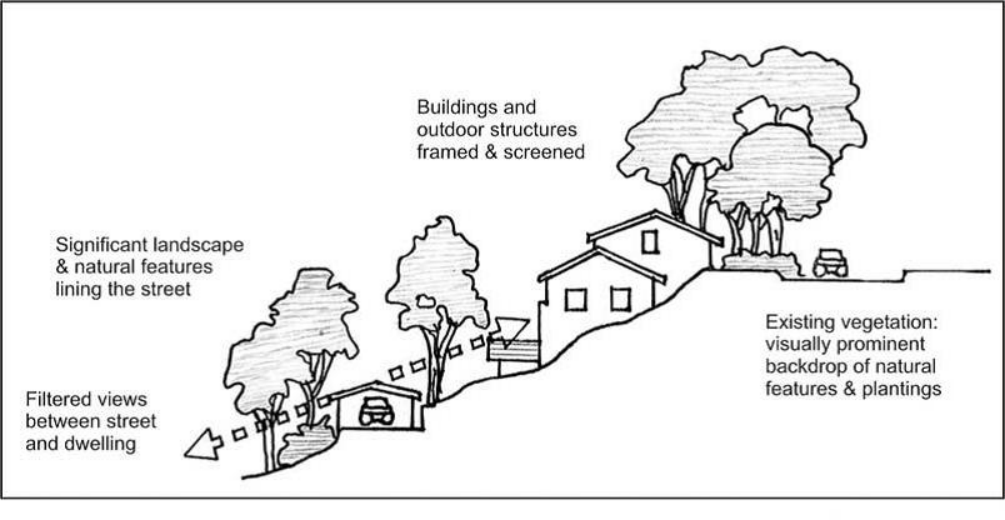 Buildings and
outdoor structures
framed & screened
Significant landscape
& natural features
lining the street
Existing vegetation:
visually prominent
backdrop of natural
features & plantings
Filtered views
between street
and dwelling